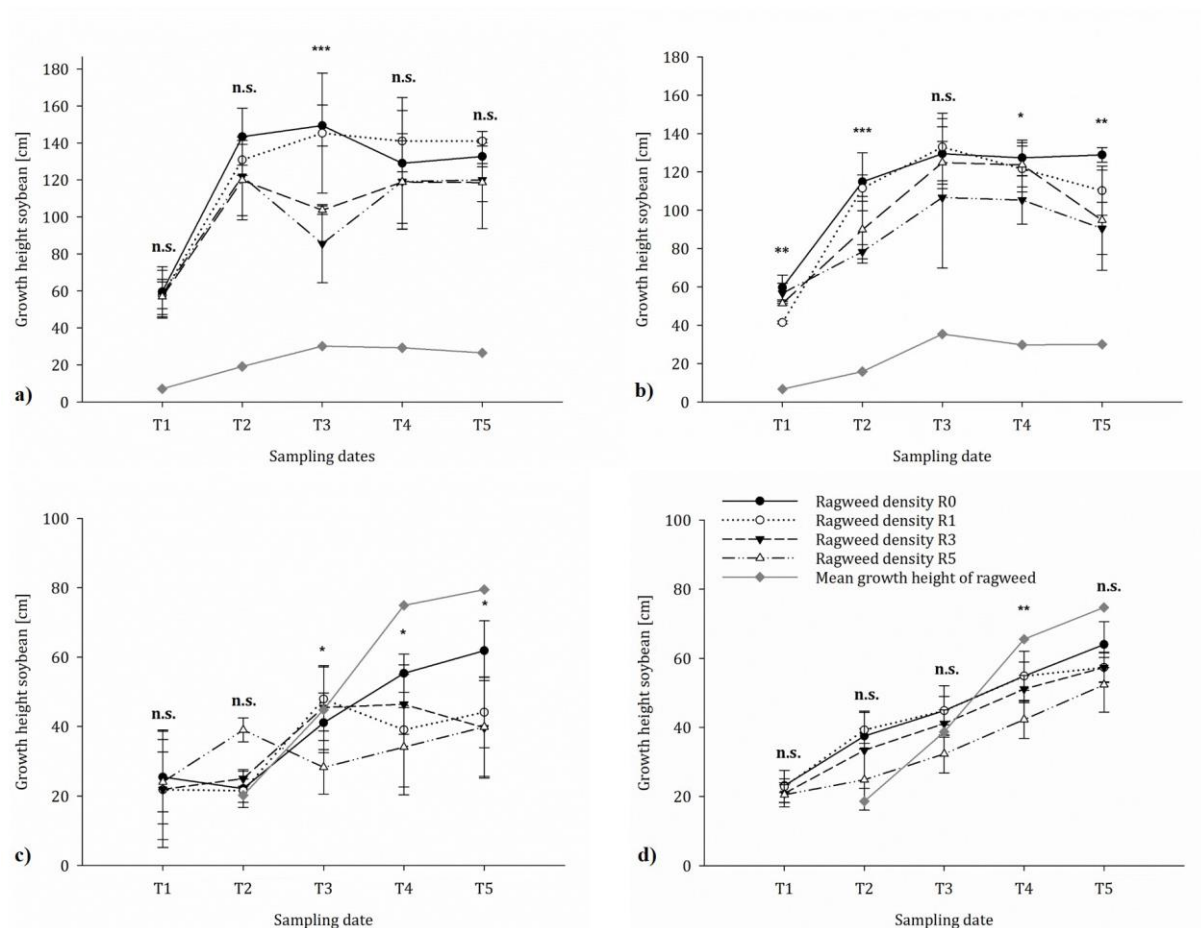 180
160
140
120
100
80
60
40
20
0
Growth height soybean [cm]
n.s.
n.s.
***
n.s.
n.s.
T1 T2 T3 T4 T5
Sampling dates
a)
180
160
140
120
100
80
60
40
20
0
Growth height soybean [cm]
**
***
n.s.
*
**
T1 T2 T3 T4 T5
Sampling date
b)
100
80
60
40
20
0
Growth height soybean [cm]
n.s.
n.s.
*
*
*
T1 T2 T3 T4 T5
Sampling date
c)
Ragweed density R0
Ragweed density R1
Ragweed density R3
Ragweed density R5
Mean growth height of ragweed
100
80
60
40
20
0
Growth height soybean [cm]
n.s.
n.s.
n.s.
**
n.s.
T1 T2 T3 T4 T5
Sampling date
d)